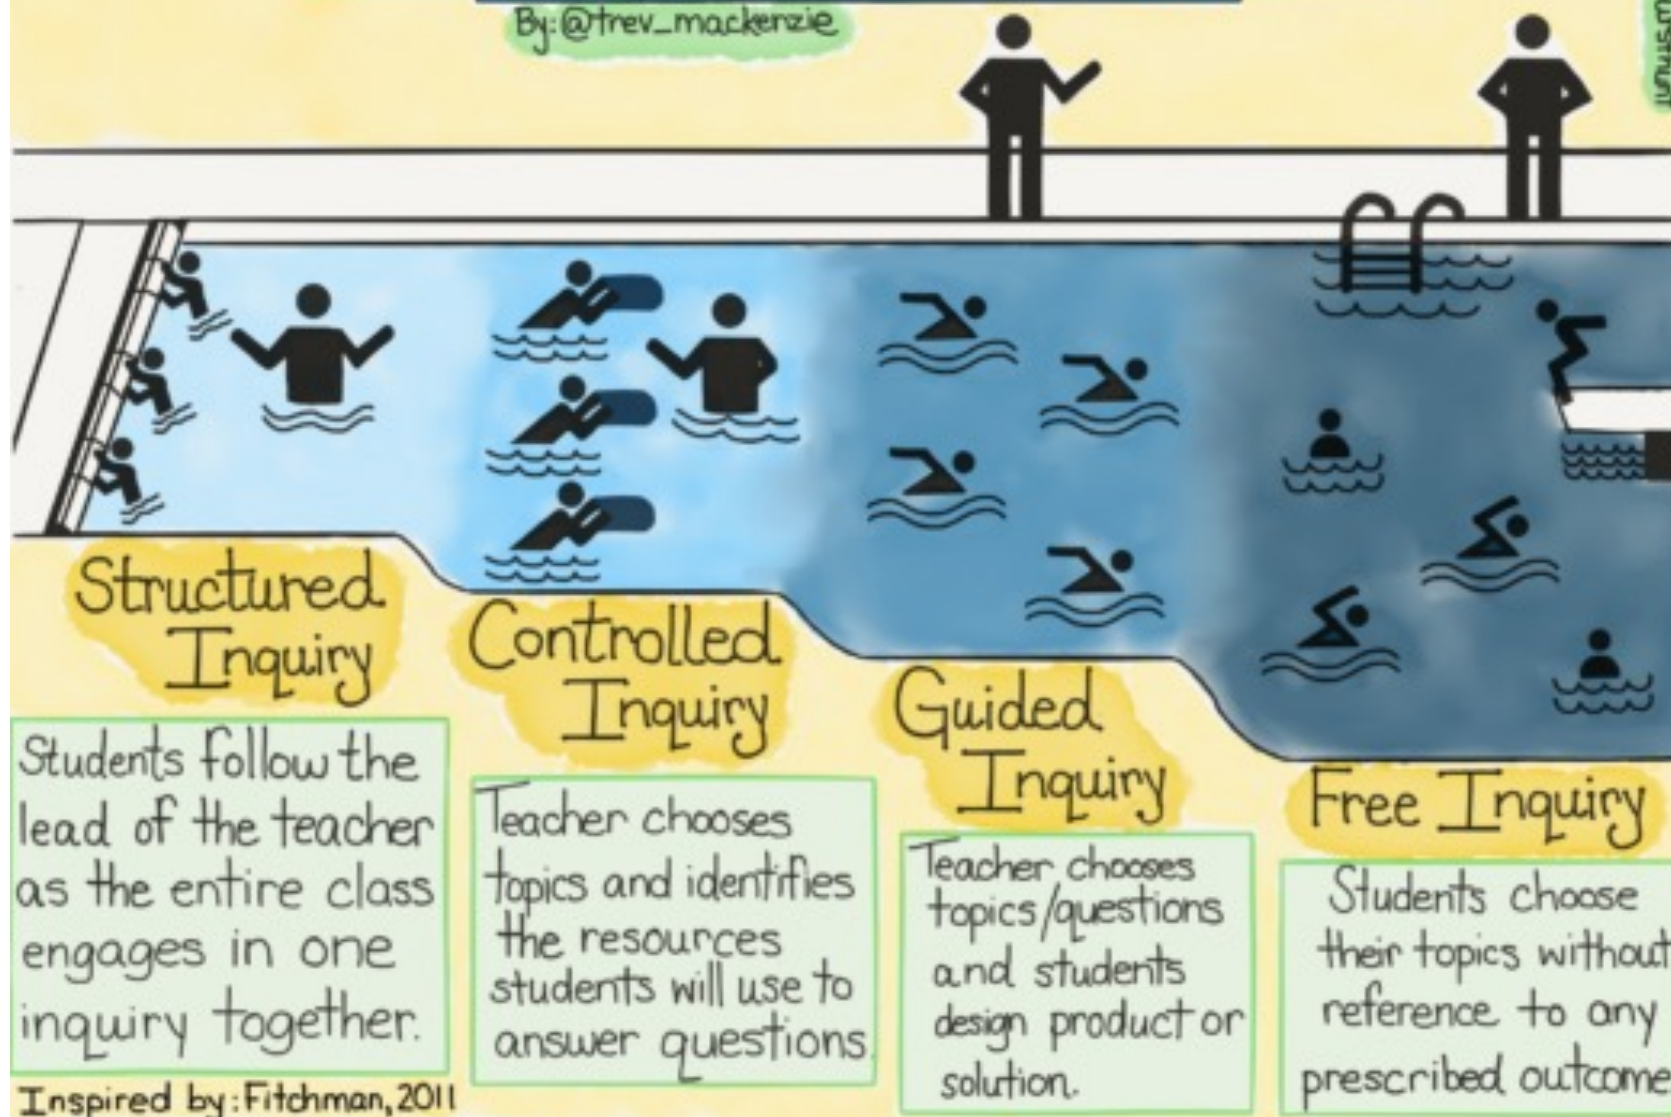 By: @trev_mackenzie
Structured
Inquiry
Students follow the
lead of the teacher
as the entire class
engages in one
inquiry together.
Controlled
Inquiry
Teacher chooses
topics and identifies
the resources
students will use to
answer questions.
Guided
Inquiry
Teacher chooses
topics/questions
and students
design product or
solution.
Free Inquiry
Students choose
their topics without
reference to any
prescribed outcome
Inspired by: Fitchman, 2011